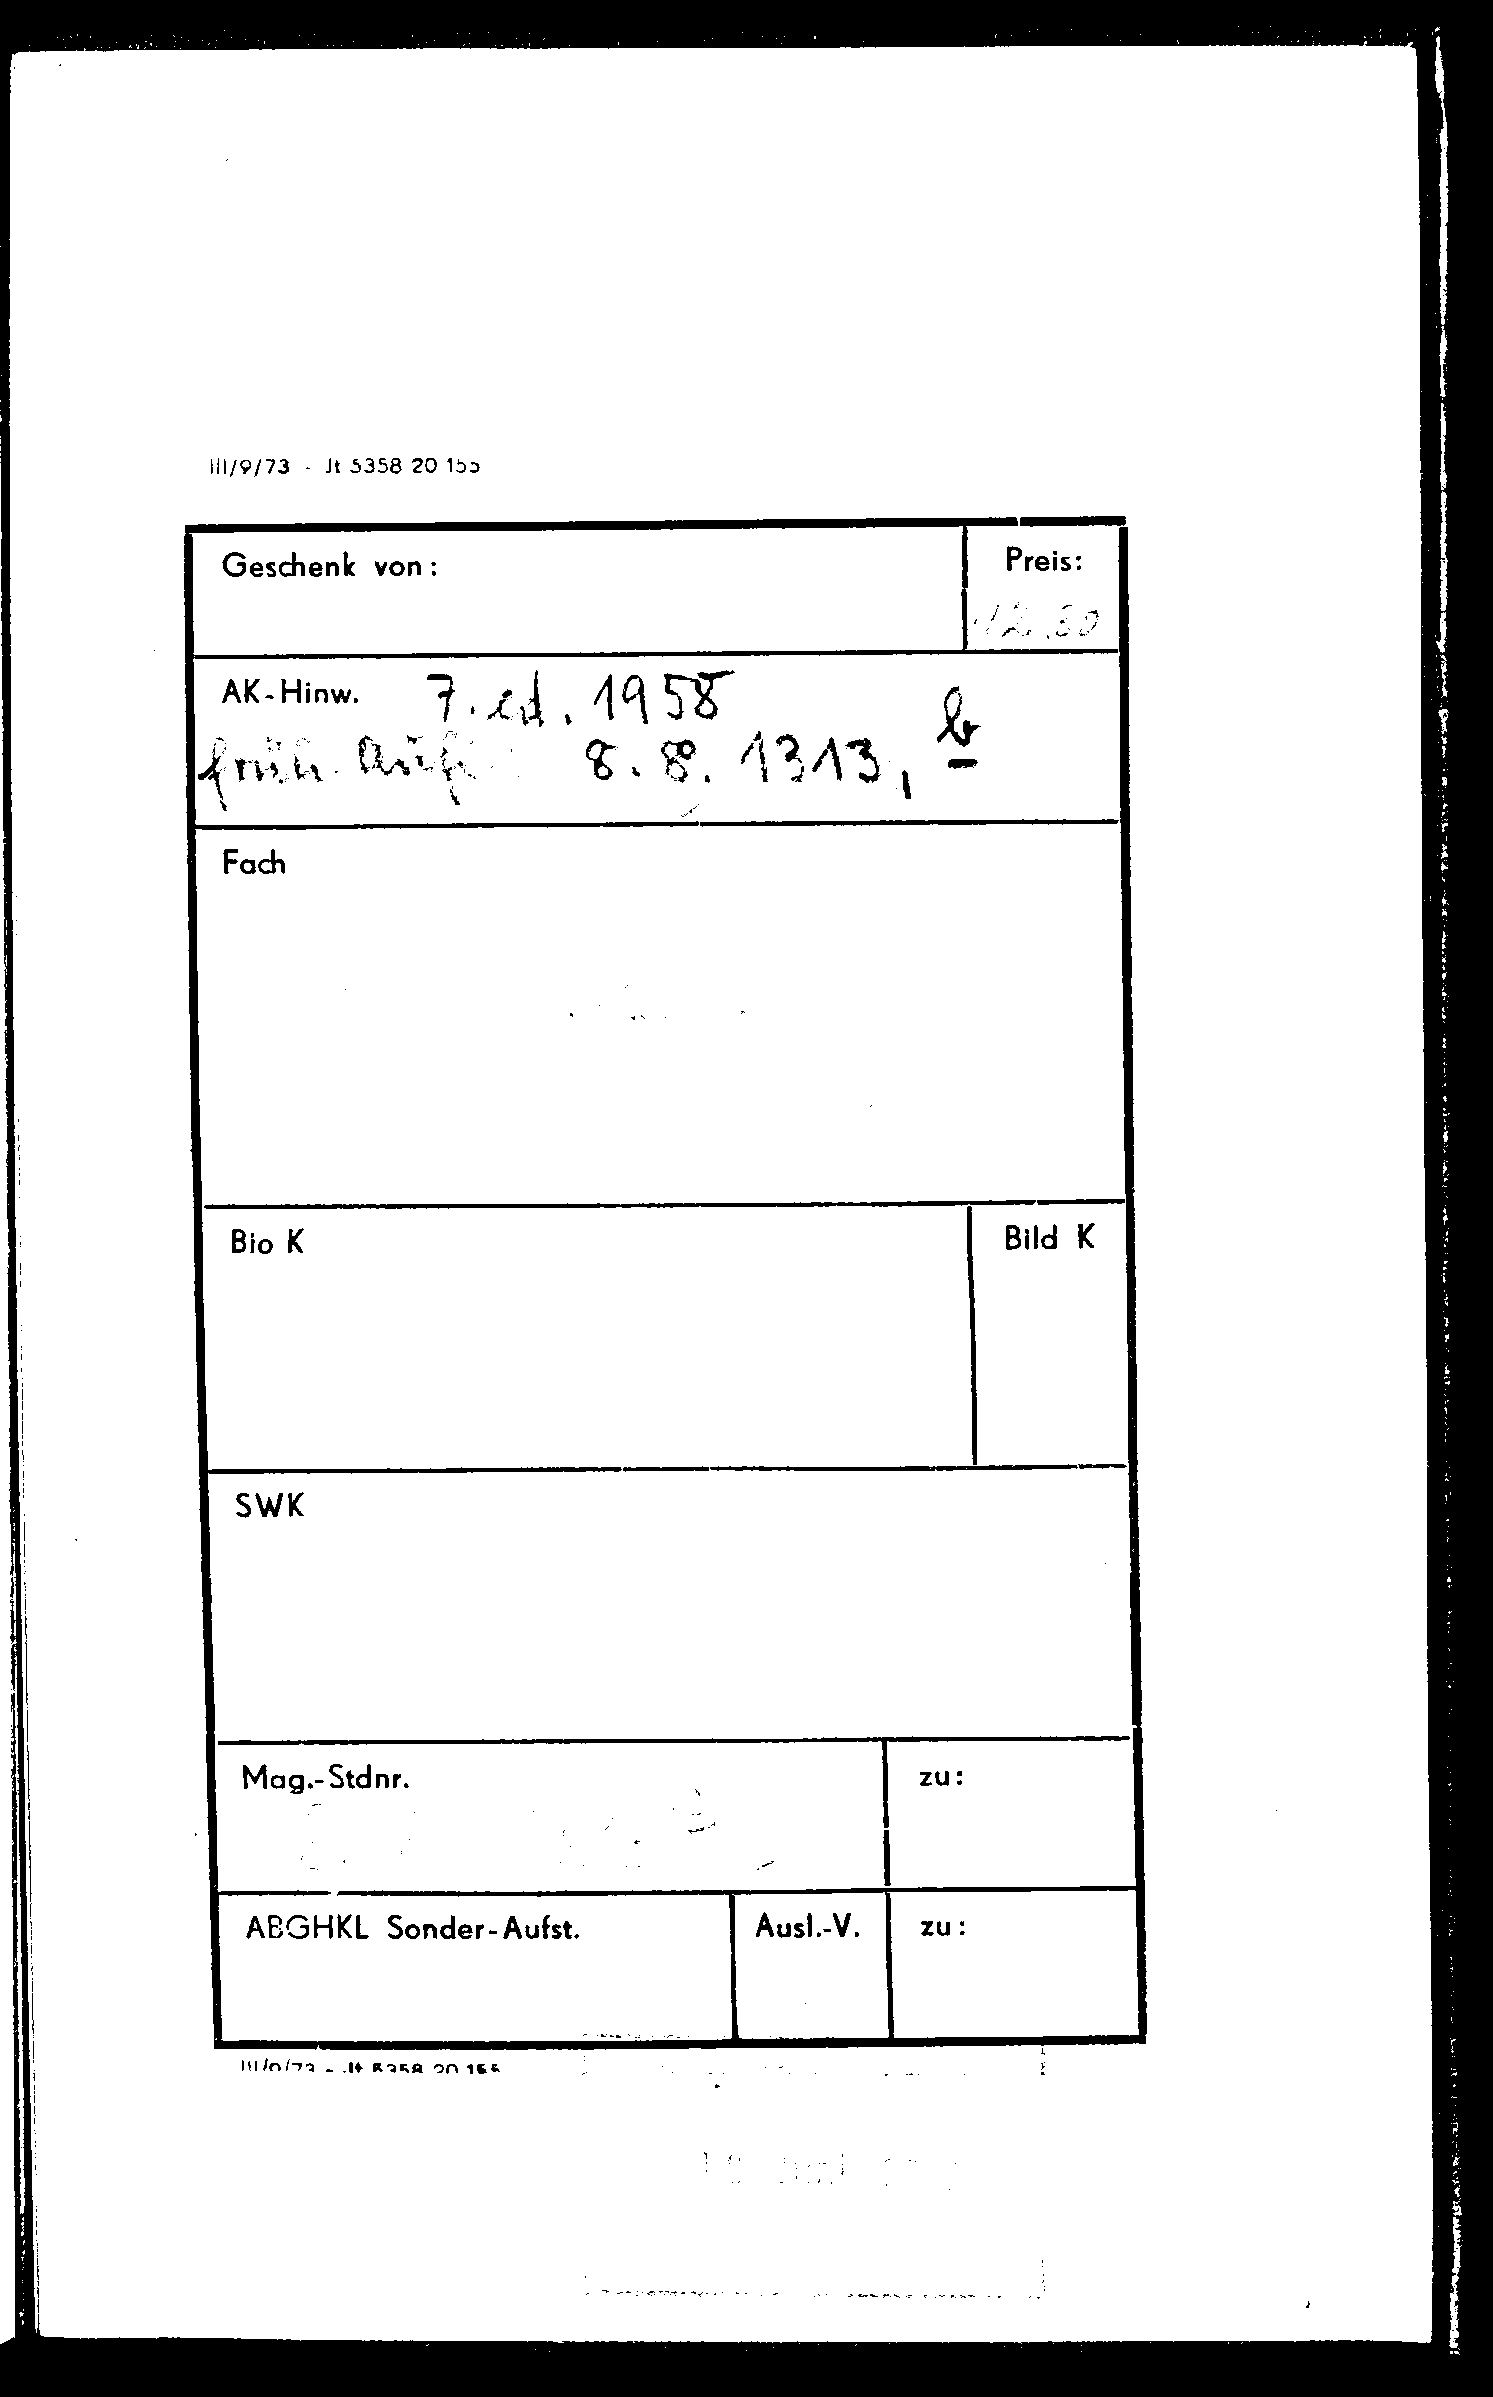 III/9/73 - Jt 5358 20 155
Geschenk von:
Preis:
12.80
AK-Hinw. 7. ed. 1958
früh. Aufl. 8.8. 1313, b
Fach
Bio K
Bild K
SWK
Mag.-Stdnr.
zu:
ABGHKL Sonder-Aufst.
Ausl.-V.
zu:
III/9/73 - Jt 5358 20 155